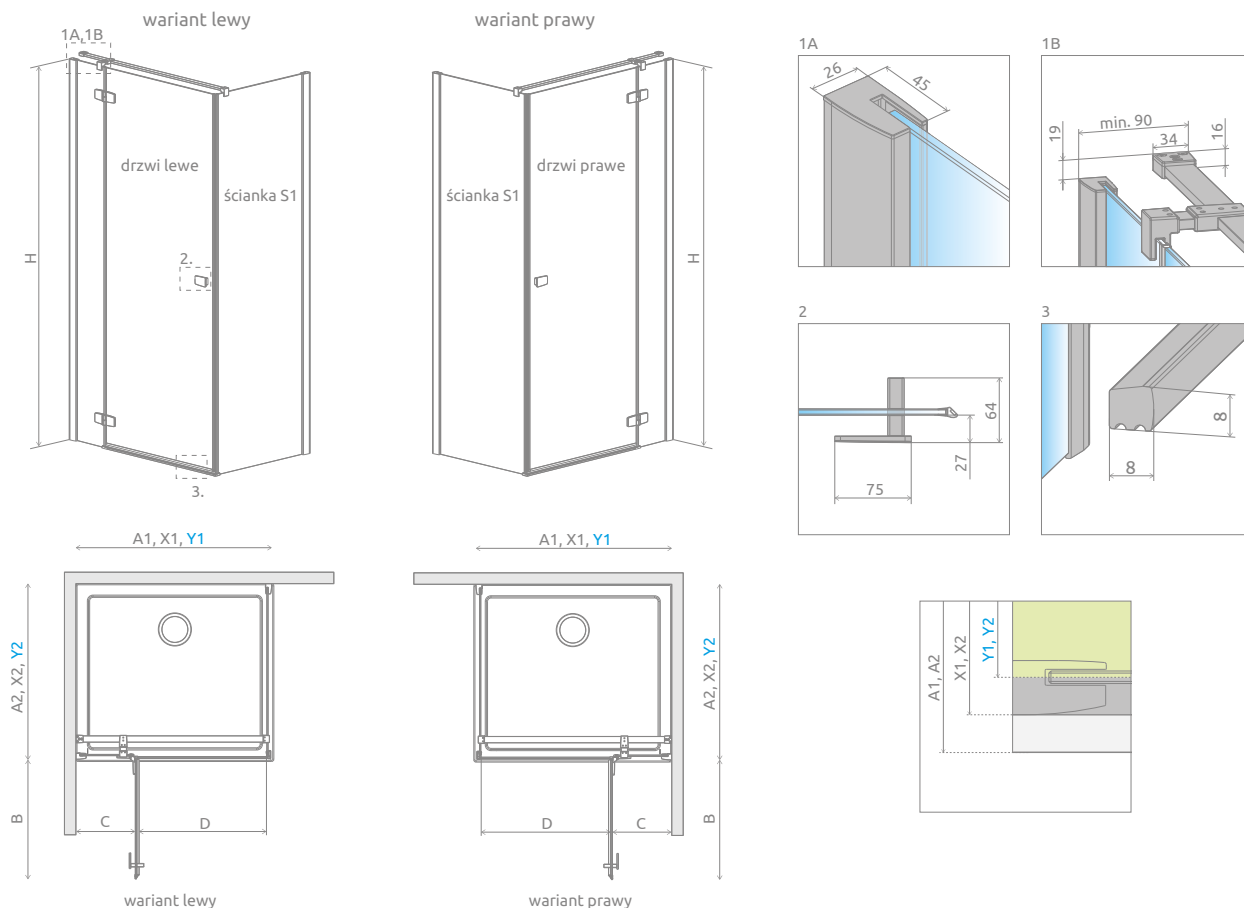 wariant lewy
wariant prawy
1A,1B
drzwi lewe
ścianka S1
H
2.
3.
ścianka S1
drzwi prawe
H
1A
26
45
1B
19
min. 90
34
16
2
64
27
75
3
8
8
A1, X1, Y1
A2, X2, Y2
B
C
D
wariant lewy
A1, X1, Y1
A2, X2, Y2
B
D
C
wariant prawy
A1, A2
X1, X2
Y1, Y2